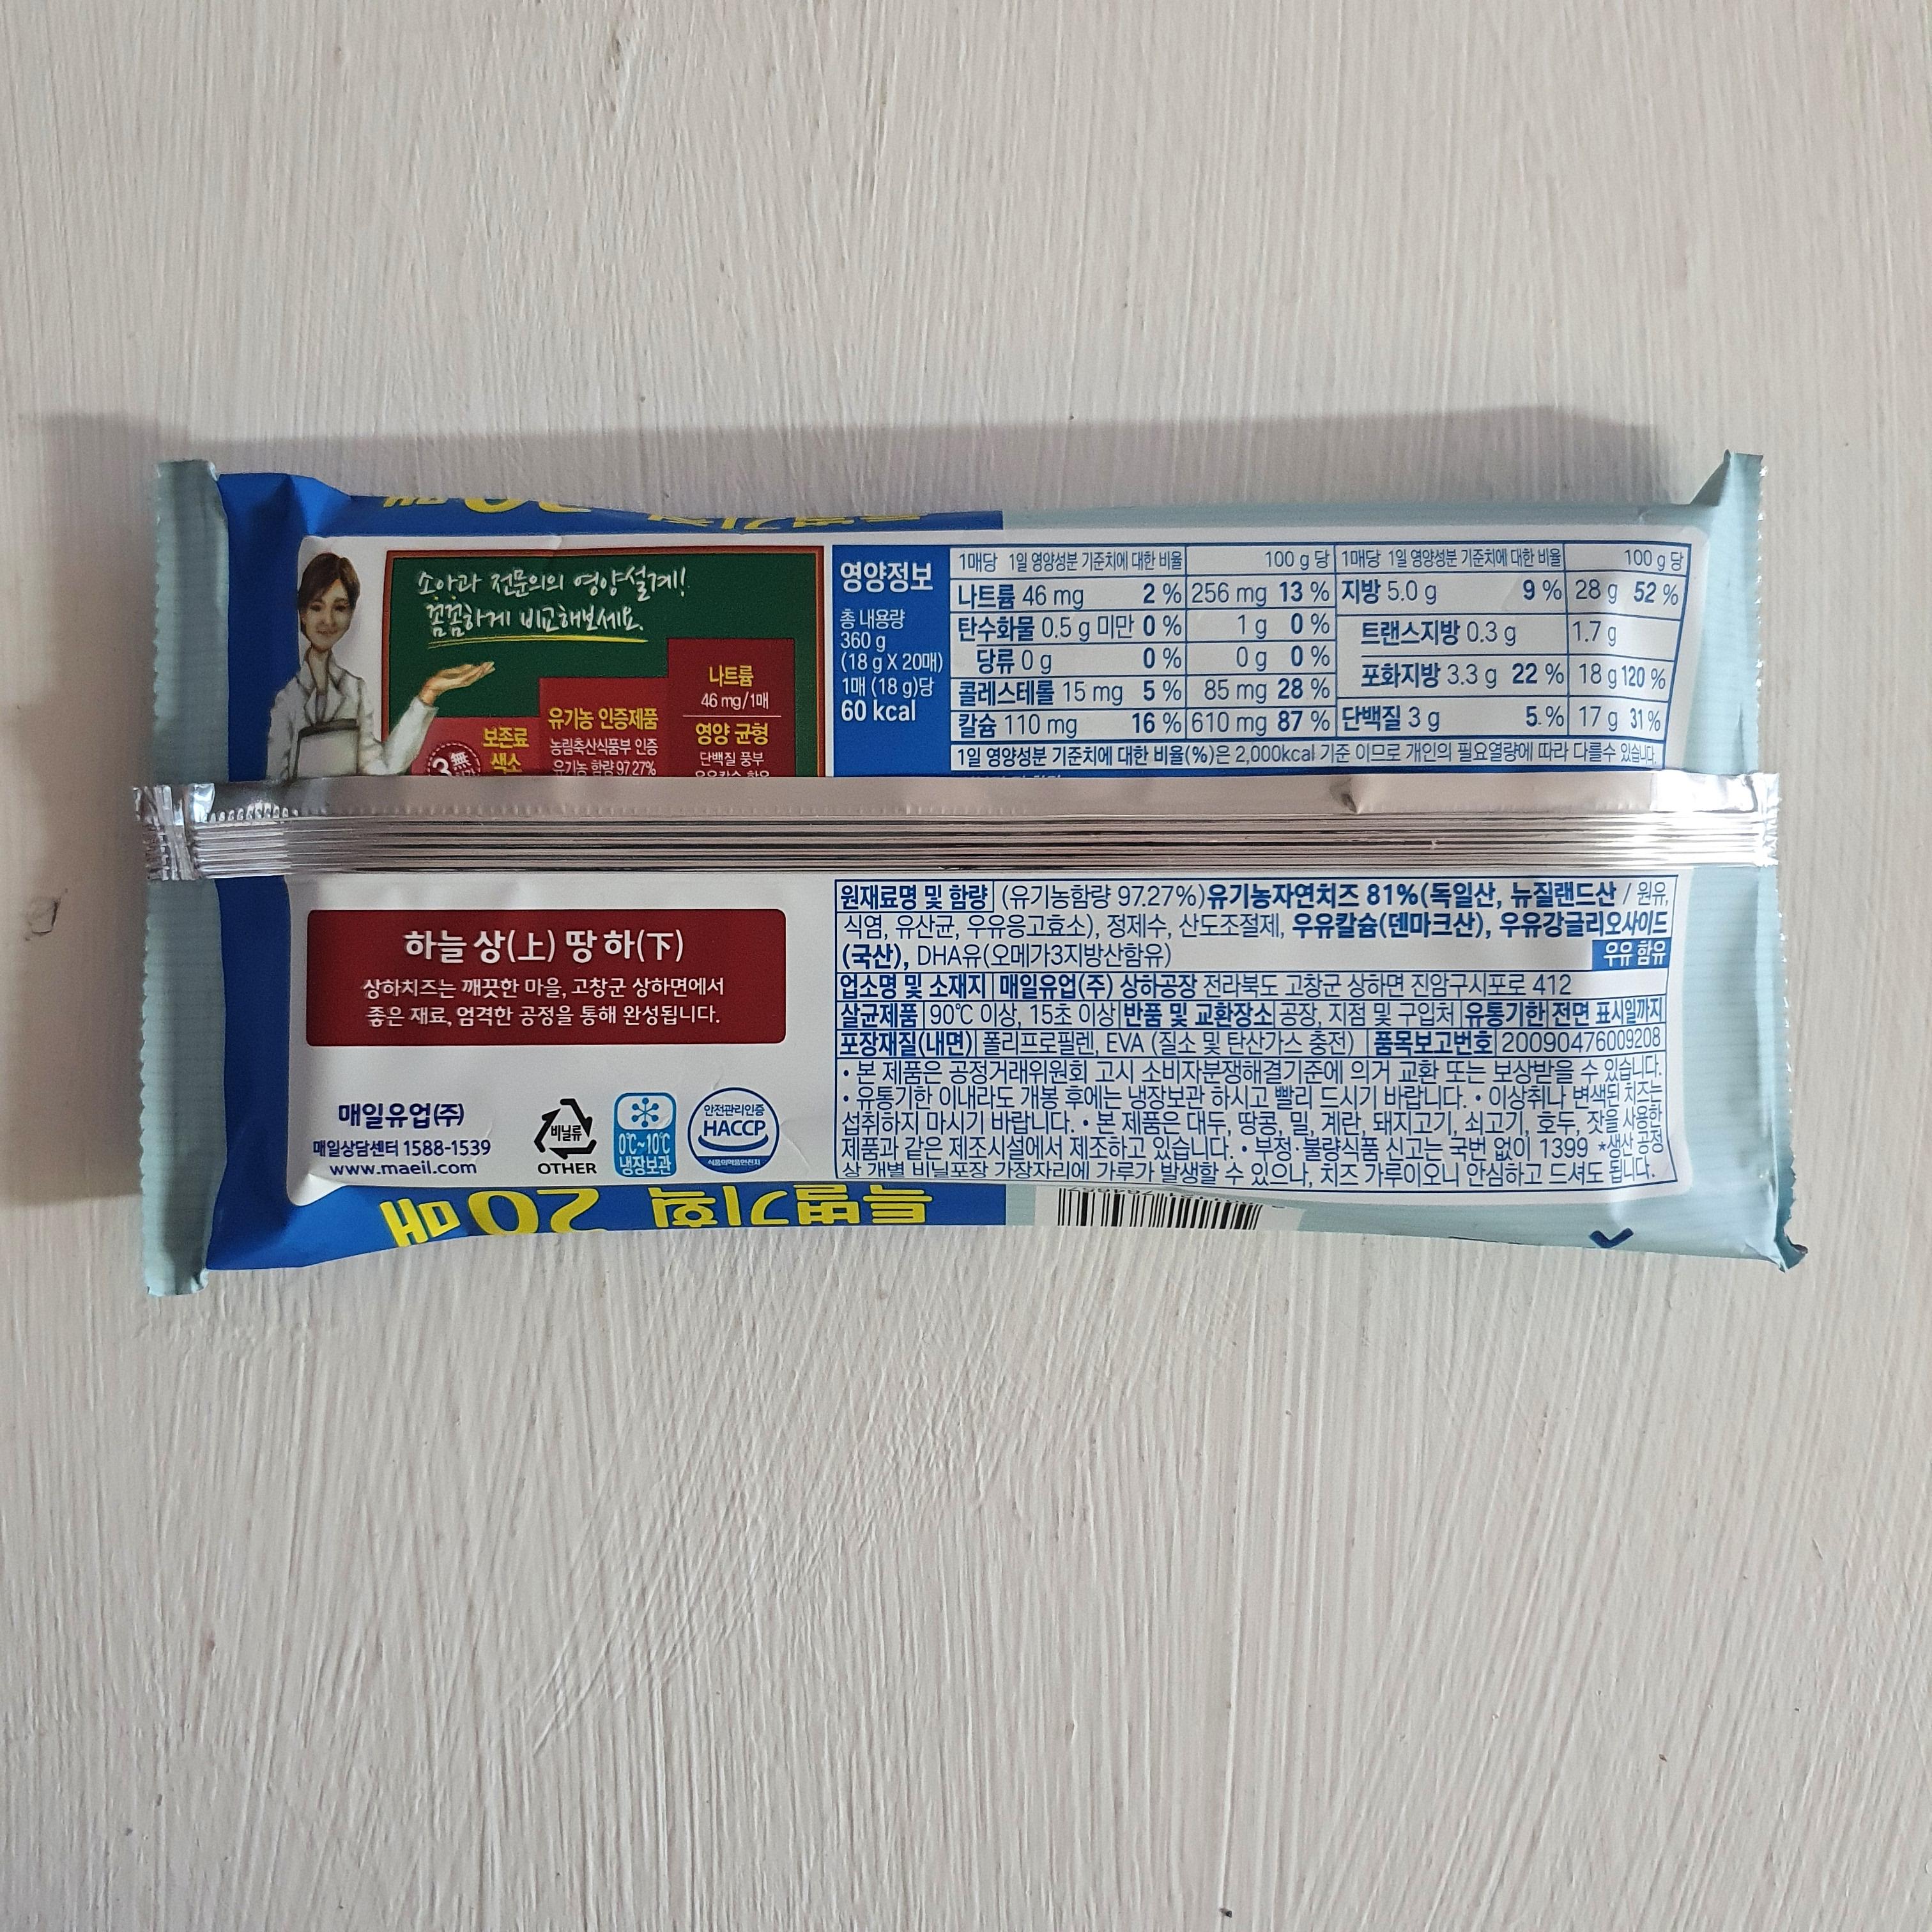 소아과 전문의의 영양설계!
꼼꼼하게 비교해보세요.
3無
보존료
색소
유기농 인증제품
농림축산식품부 인증
유기농 함량 97.27%
나트륨
46 mg/1매
영양 균형
단백질 풍부
영양정보
총 내용량
360 g
(18 g X 20매)
1매 (18 g)당
60 kcal
1매당 1일 영양성분 기준치에 대한 비율 100 g 당 1매당 1일 영양성분 기준치에 대한 비율 100 g 당
나트륨 46 mg 2 % 256 mg 13 % 지방 5.0 g 9 % 28 g 52 %
탄수화물 0.5 g 미만 0 % 1 g 0 % 트랜스지방 0.3 g 1.7 g
당류 0 g 0 % 0 g 0 % 포화지방 3.3 g 22 % 18 g 120 %
콜레스테롤 15 mg 5 % 85 mg 28 %
칼슘 110 mg 16 % 610 mg 87 % 단백질 3 g 5 % 17 g 31 %
1일 영양성분 기준치에 대한 비율(%)은 2,000kcal 기준 이므로 개인의 필요열량에 따라 다를수 있습니다.
하늘 상(上) 땅 하(下)
상하치즈는 깨끗한 마을, 고창군 상하면에서
좋은 재료, 엄격한 공정을 통해 완성됩니다.
매일유업(주)
매일상담센터 1588-1539
www.maeil.com
비닐류
OTHER
0℃~10℃
냉장보관
안전관리인증
HACCP
식품의약품안전처
원재료명 및 함량 (유기농함량 97.27%)유기농자연치즈 81%(독일산, 뉴질랜드산 / 원유,
식염, 유산균, 우유응고효소), 정제수, 산도조절제, 우유칼슘(덴마크산), 우유강글리오사이드
(국산), DHA유(오메가3지방산함유) 우유 함유
업소명 및 소재지 매일유업(주) 상하공장 전라북도 고창군 상하면 진암구시포로 412
살균제품 90℃ 이상, 15초 이상 반품 및 교환장소 공장, 지점 및 구입처 유통기한 전면 표시일까지
포장재질(내면) 폴리프로필렌, EVA (질소 및 탄산가스 충전) 품목보고번호 20090476009208
• 본 제품은 공정거래위원회 고시 소비자분쟁해결기준에 의거 교환 또는 보상받을 수 있습니다.
• 유통기한 이내라도 개봉 후에는 냉장보관 하시고 빨리 드시기 바랍니다. • 이상취나 변색된 치즈는
섭취하지 마시기 바랍니다. • 본 제품은 대두, 땅콩, 밀, 계란, 돼지고기, 쇠고기, 호두, 잣을 사용한
제품과 같은 제조시설에서 제조하고 있습니다. • 부정·불량식품 신고는 국번 없이 1399 *생산 공정
상 개별 비닐포장 가장자리에 가루가 발생할 수 있으나, 치즈 가루이오니 안심하고 드셔도 됩니다.
특별기획 20매